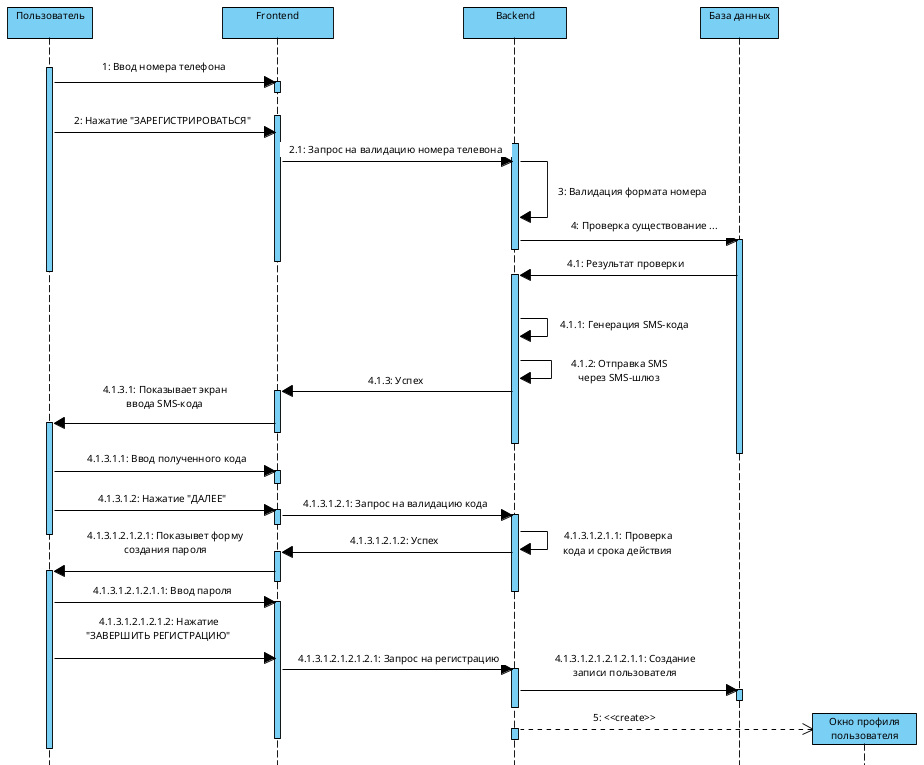 Пользователь
Frontend
Backend
База данных
1: Ввод номера телефона
2: Нажатие "ЗАРЕГИСТРИРОВАТЬСЯ"
2.1: Запрос на валидацию номера телевона
3: Валидация формата номера
4: Проверка существование ...
4.1: Результат проверки
4.1.1: Генерация SMS-кода
4.1.2: Отправка SMS
через SMS-шлюз
4.1.3: Успех
4.1.3.1: Показывает экран
ввода SMS-кода
4.1.3.1.1: Ввод полученного кода
4.1.3.1.2: Нажатие "ДАЛЕЕ"
4.1.3.1.2.1: Запрос на валидацию кода
4.1.3.1.2.1.1: Проверка
кода и срока действия
4.1.3.1.2.1.2: Успех
4.1.3.1.2.1.2.1: Показывет форму
создания пароля
4.1.3.1.2.1.2.1.1: Ввод пароля
4.1.3.1.2.1.2.1.2: Нажатие
"ЗАВЕРШИТЬ РЕГИСТРАЦИЮ"
4.1.3.1.2.1.2.1.2.1: Запрос на регистрацию
4.1.3.1.2.1.2.1.2.1.1: Создание
записи пользователя
5: <<create>>
Окно профиля
пользователя